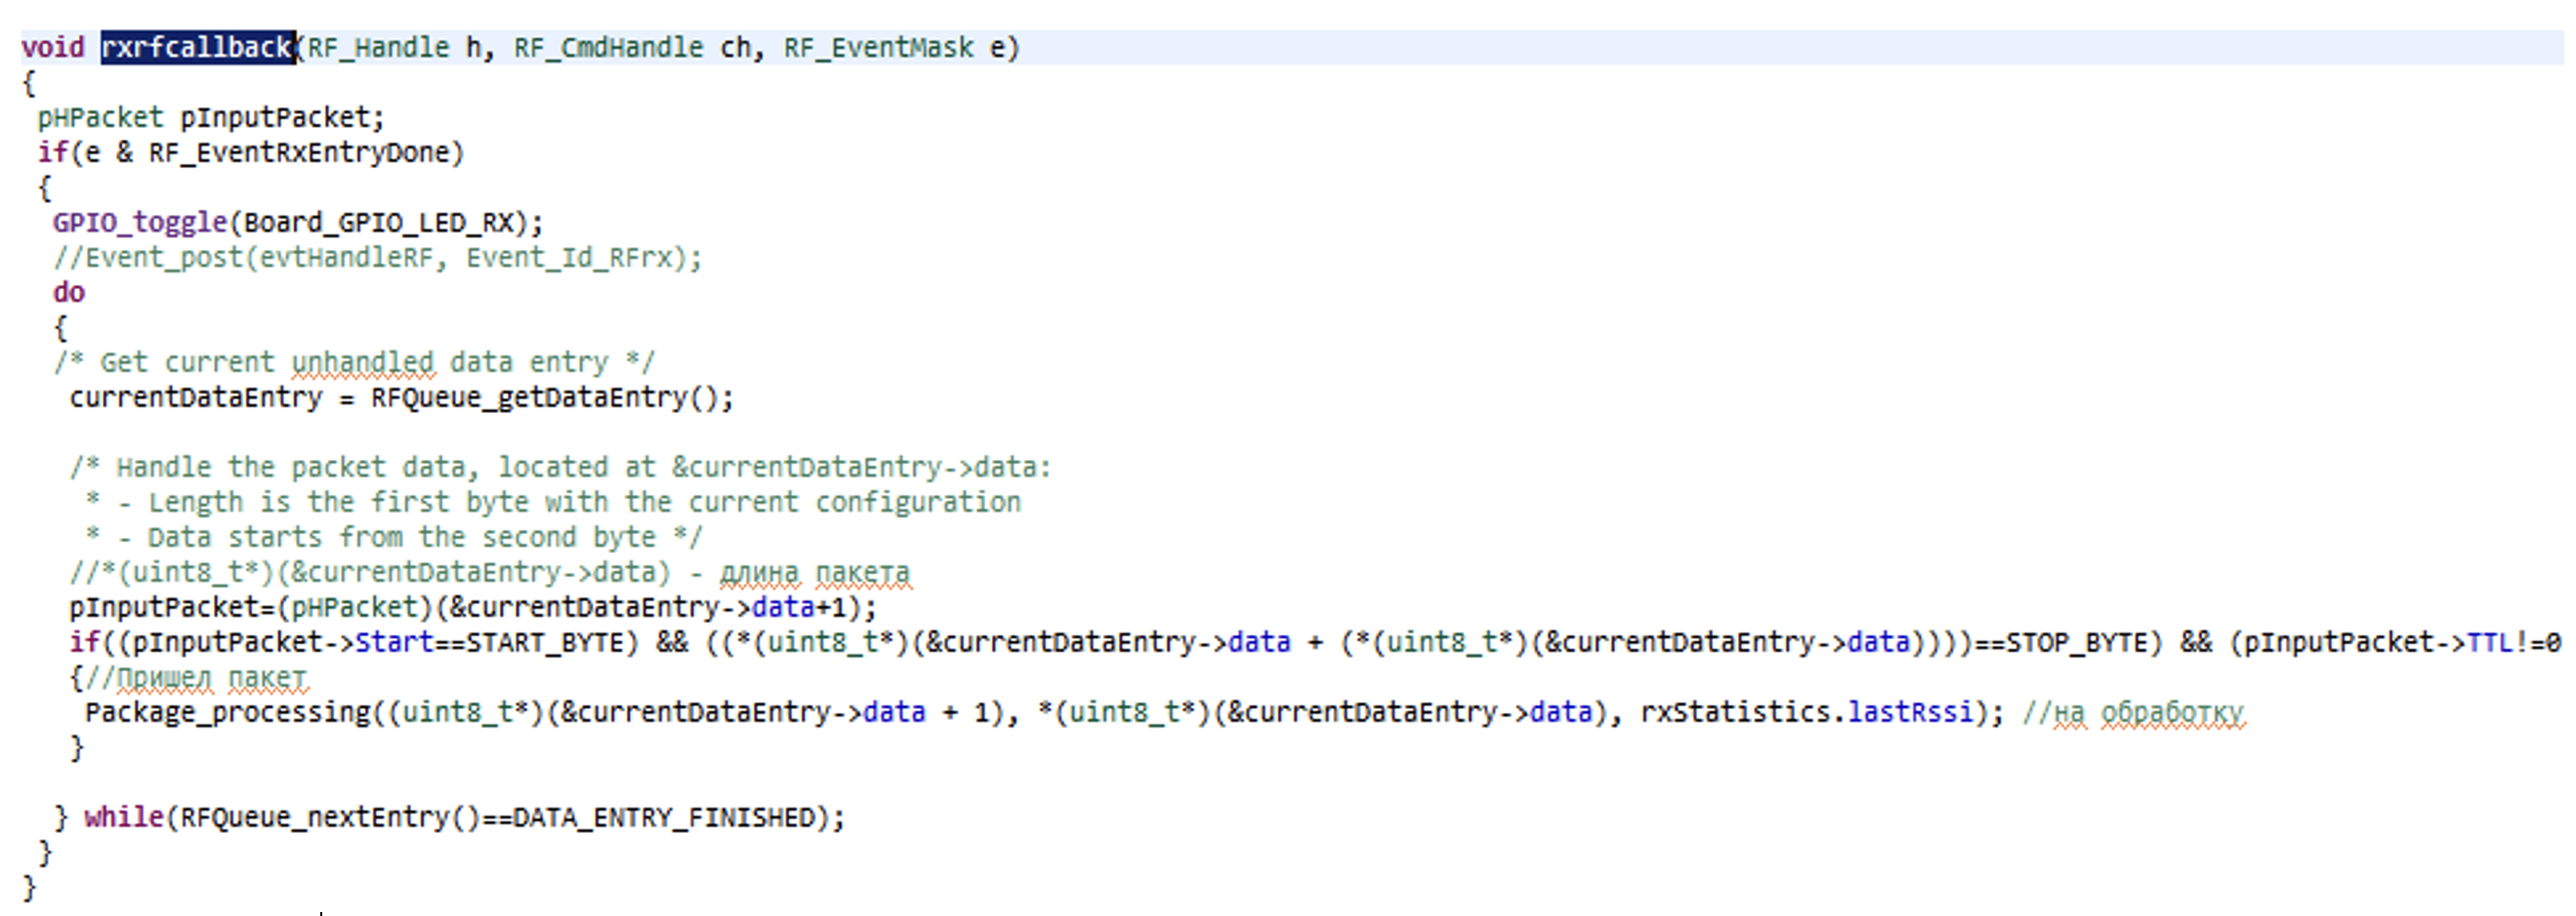 void rxrfcallback(RF_Handle h, RF_CmdHandle ch, RF_EventMask e)
{
pHPacket pInputPacket;
if(e & RF_EventRxEntryDone)
{
GPIO_toggle(Board_GPIO_LED_RX);
//Event_post(evtHandleRF, Event_Id_RFrx);
do
{
/* Get current unhandled data entry */
currentDataEntry = RFQueue_getDataEntry();
/* Handle the packet data, located at &currentDataEntry->data:
* - Length is the first byte with the current configuration
* - Data starts from the second byte */
//*(uint8_t*)(&currentDataEntry->data) - длина пакета
pInputPacket=(pHPacket)(&currentDataEntry->data+1);
if((pInputPacket->Start==START_BYTE) && ((*(uint8_t*)(&currentDataEntry->data + (*(uint8_t*)(&currentDataEntry->data))))==STOP_BYTE) && (pInputPacket->TTL!=0
{//Пришел пакет
Package_processing((uint8_t*)(&currentDataEntry->data + 1), *(uint8_t*)(&currentDataEntry->data), rxStatistics.lastRssi); //на обработку
}
} while(RFQueue_nextEntry()==DATA_ENTRY_FINISHED);
}
}